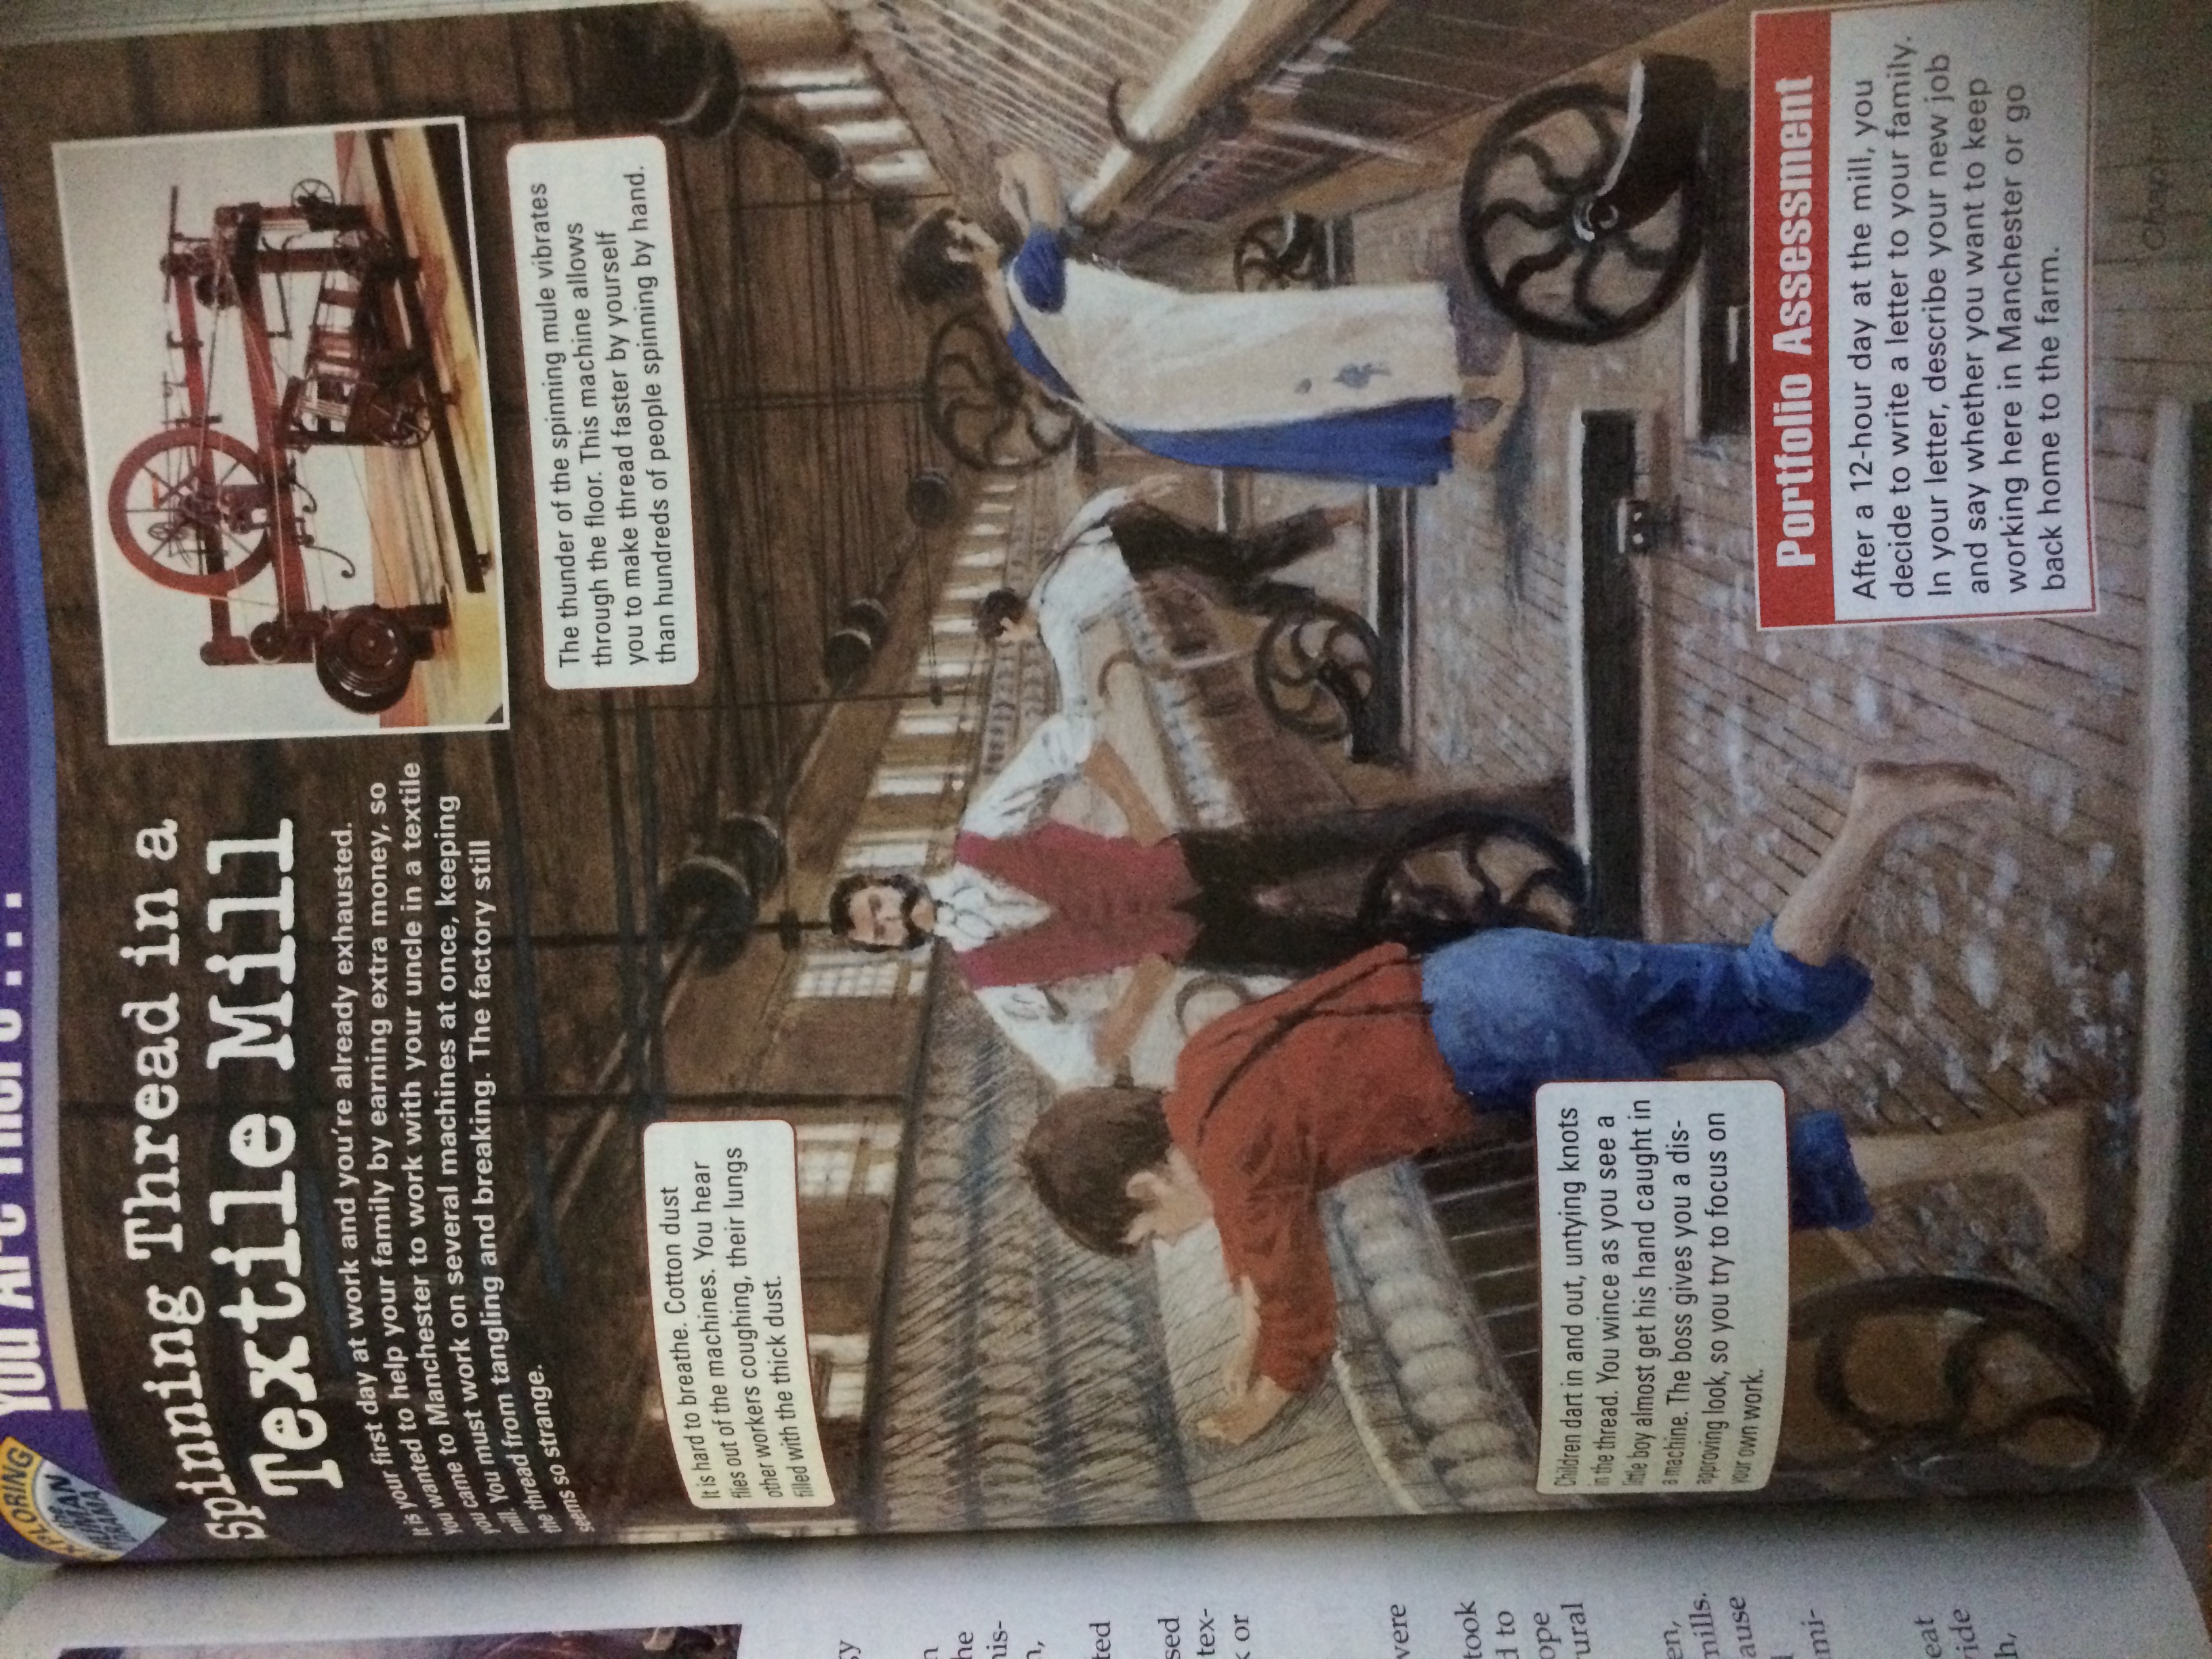 You Are There . . .
EXPLORING
the
HUMAN
DRAMA
Spinning Thread in a
Textile Mill
It is your first day at work and you're already exhausted.
You wanted to help your family by earning extra money, so
you came to Manchester to work with your uncle in a textile
mill. You must work on several machines at once, keeping
the thread from tangling and breaking. The factory still
seems so strange.
The thunder of the spinning mule vibrates
through the floor. This machine allows
you to make thread faster by yourself
than hundreds of people spinning by hand.
It is hard to breathe. Cotton dust
flies out of the machines. You hear
other workers coughing, their lungs
filled with the thick dust.
Children dart in and out, untying knots
in the thread. You wince as you see a
little boy almost get his hand caught in
a machine. The boss gives you a dis-
approving look, so you try to focus on
your own work.
Portfolio Assessment
After a 12-hour day at the mill, you
decide to write a letter to your family.
In your letter, describe your new job
and say whether you want to keep
working here in Manchester or go
back home to the farm.
Chapter
gy
n
he
his-
n,
ted
sed
tex-
k or
were
took
d to
ope
rural
en,
mills.
ause
mi-
eat
vide
h,